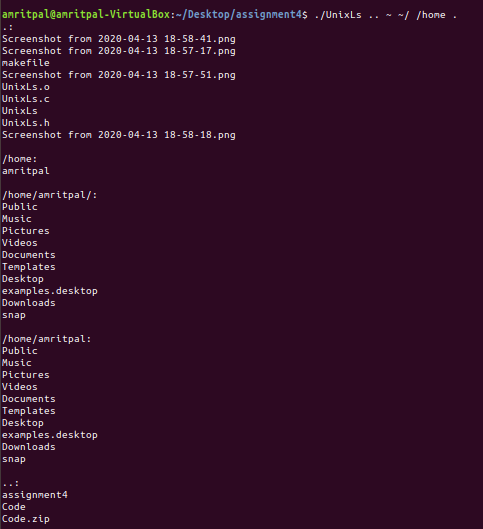 amritpal@amritpal-VirtualBox:~/Desktop/assignment4$ ./UnixLs .. ~ ~/ /home .
.:
Screenshot from 2020-04-13 18-58-41.png
Screenshot from 2020-04-13 18-57-17.png
makefile
Screenshot from 2020-04-13 18-57-51.png
UnixLs.o
UnixLs.c
UnixLs
UnixLs.h
Screenshot from 2020-04-13 18-58-18.png

/home:
amritpal

/home/amritpal/:
Public
Music
Pictures
Videos
Documents
Templates
Desktop
examples.desktop
Downloads
snap

/home/amritpal:
Public
Music
Pictures
Videos
Documents
Templates
Desktop
examples.desktop
Downloads
snap

..:
assignment4
Code
Code.zip